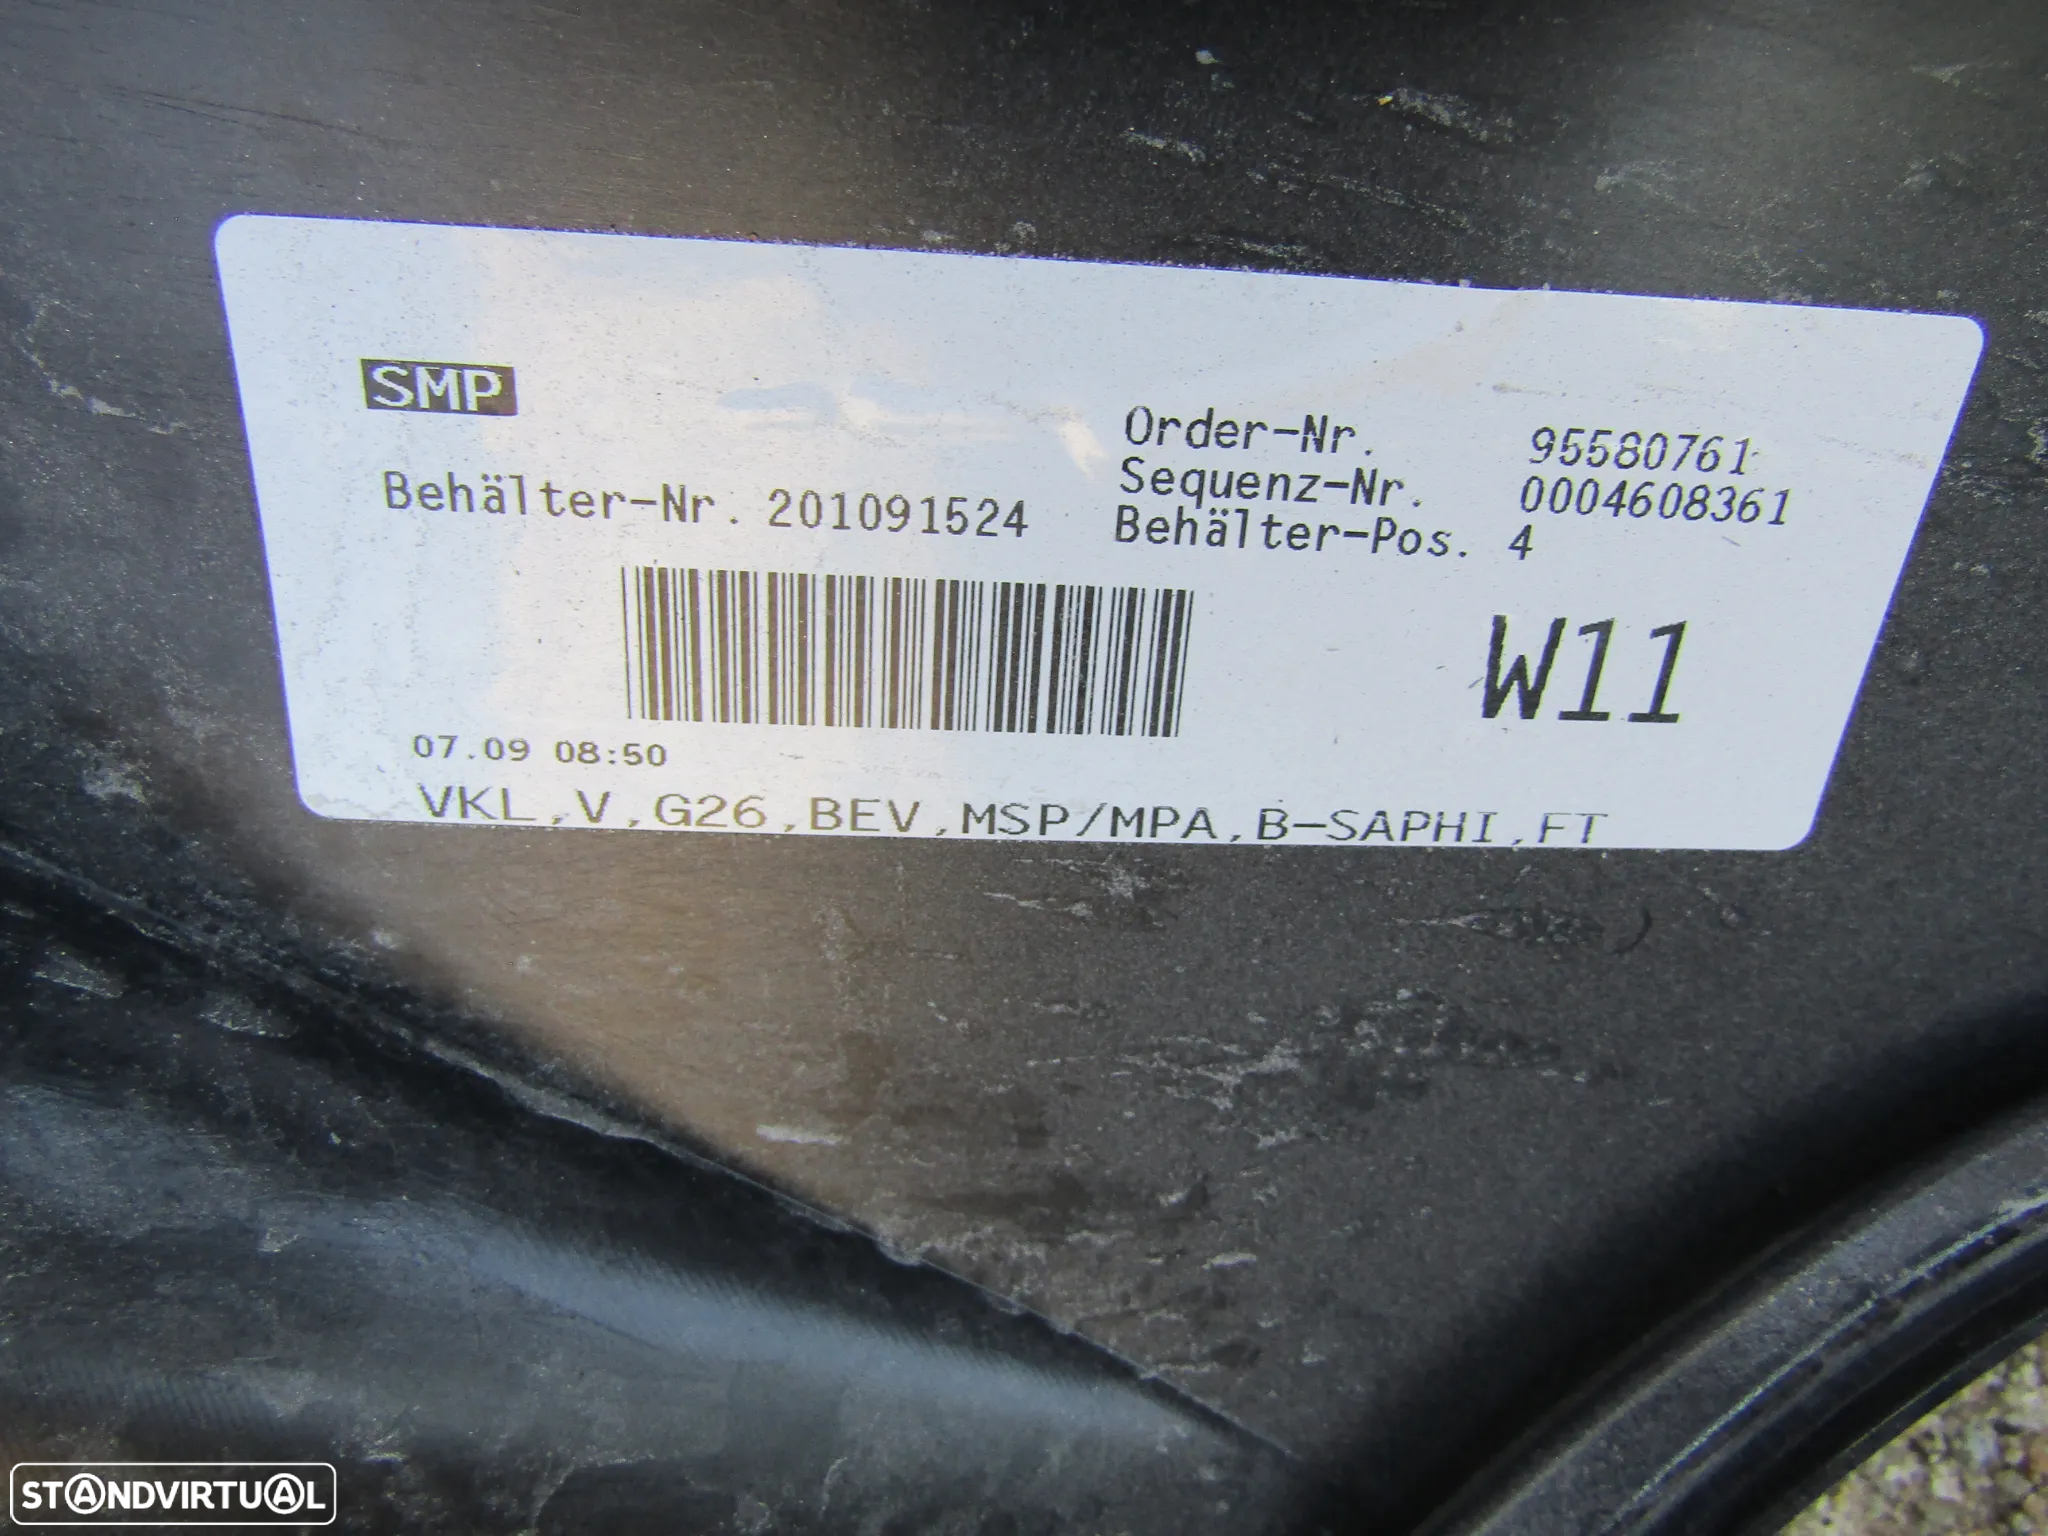 SMP
Behälter-Nr. 201091524
Order-Nr. 95580761
Sequenz-Nr. 0004608361
Behälter-Pos. 4
W11
07.09 08:50
VKL,V,G26,BEV,MSP/MPA,B-SAPHI,FT
STANDVIRTUAL